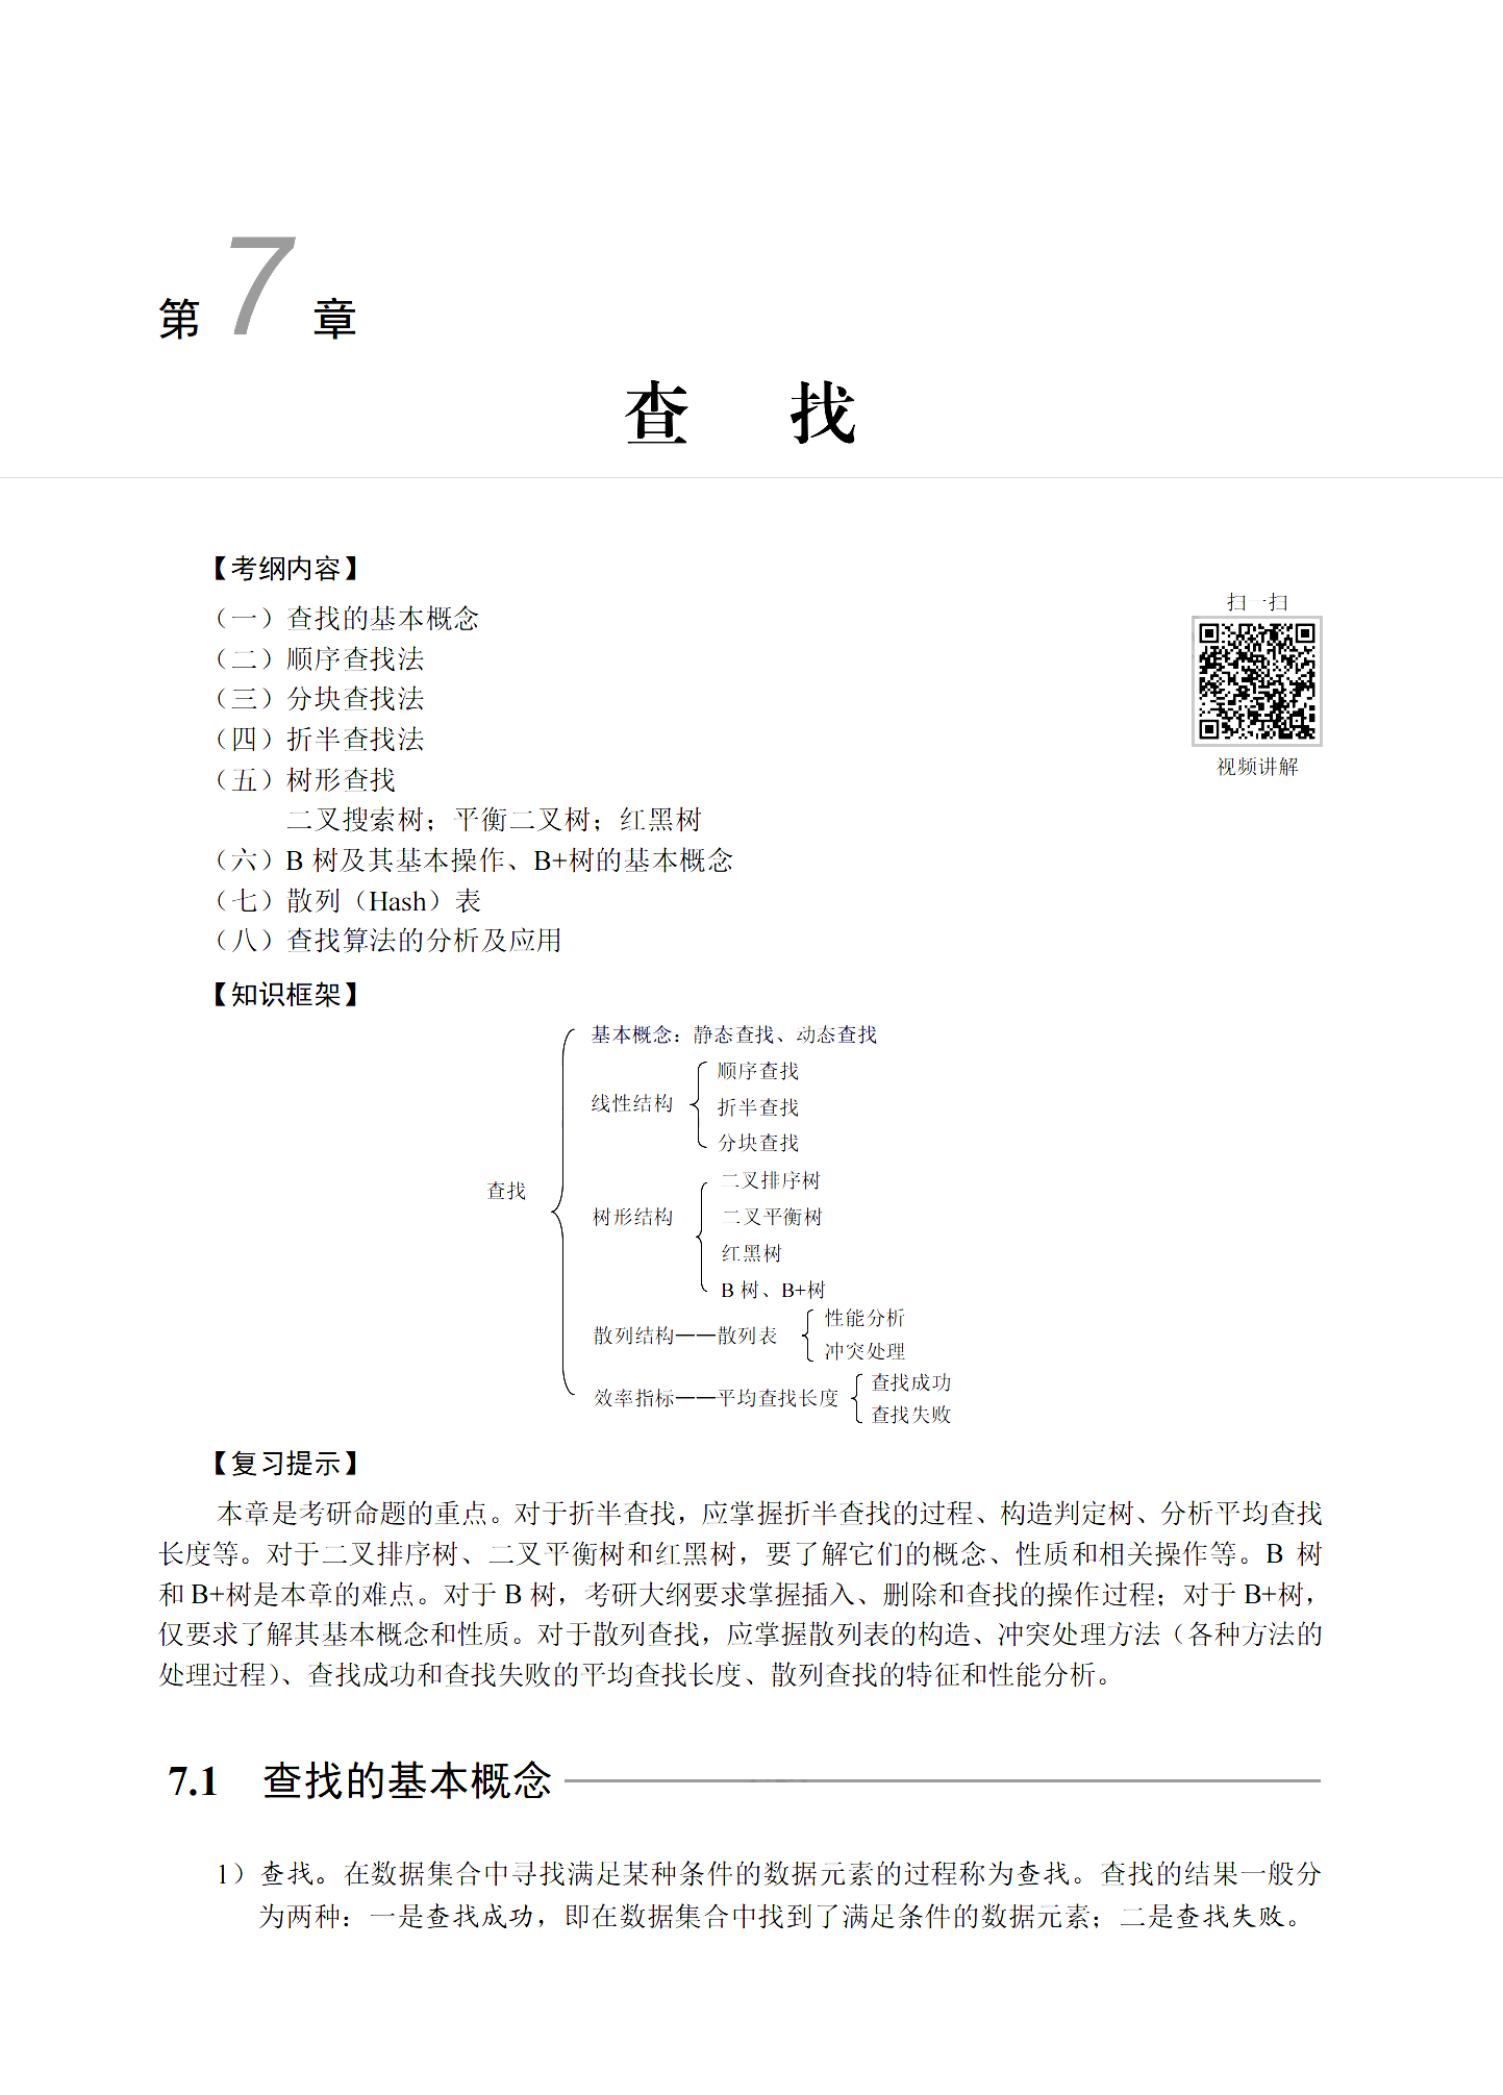 第 7 章
查 找
【考纲内容】
（一）查找的基本概念
（二）顺序查找法
（三）分块查找法
（四）折半查找法
（五）树形查找
二叉搜索树；平衡二叉树；红黑树
（六）B 树及其基本操作、B+树的基本概念
（七）散列（Hash）表
（八）查找算法的分析及应用
扫一扫
视频讲解
【知识框架】
查找
基本概念：静态查找、动态查找
线性结构
顺序查找
折半查找
分块查找
树形结构
二叉排序树
二叉平衡树
红黑树
B 树、B+树
散列结构——散列表
性能分析
冲突处理
效率指标——平均查找长度
查找成功
查找失败
【复习提示】
本章是考研命题的重点。对于折半查找，应掌握折半查找的过程、构造判定树、分析平均查找
长度等。对于二叉排序树、二叉平衡树和红黑树，要了解它们的概念、性质和相关操作等。B 树
和 B+树是本章的难点。对于 B 树，考研大纲要求掌握插入、删除和查找的操作过程；对于 B+树，
仅要求了解其基本概念和性质。对于散列查找，应掌握散列表的构造、冲突处理方法（各种方法的
处理过程）、查找成功和查找失败的平均查找长度、散列查找的特征和性能分析。
7.1 查找的基本概念
1）查找。在数据集合中寻找满足某种条件的数据元素的过程称为查找。查找的结果一般分
为两种：一是查找成功，即在数据集合中找到了满足条件的数据元素；二是查找失败。